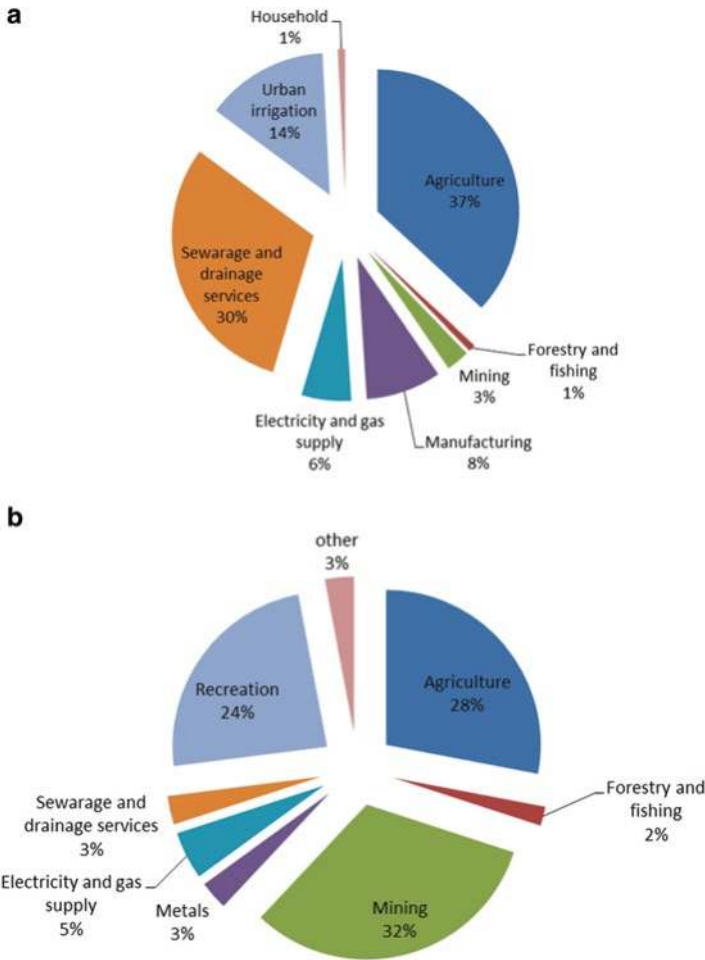 a
Household
1%
Urban
irrigation
14%
Agriculture
37%
Sewarage and
drainage
services
30%
Forestry and
fishing
1%
Mining
3%
Electricity and gas
supply
6%
Manufacturing
8%
b
other
3%
Recreation
24%
Agriculture
28%
Forestry and
fishing
2%
Sewarage and
drainage services
3%
Electricity and gas
supply
5%
Metals
3%
Mining
32%